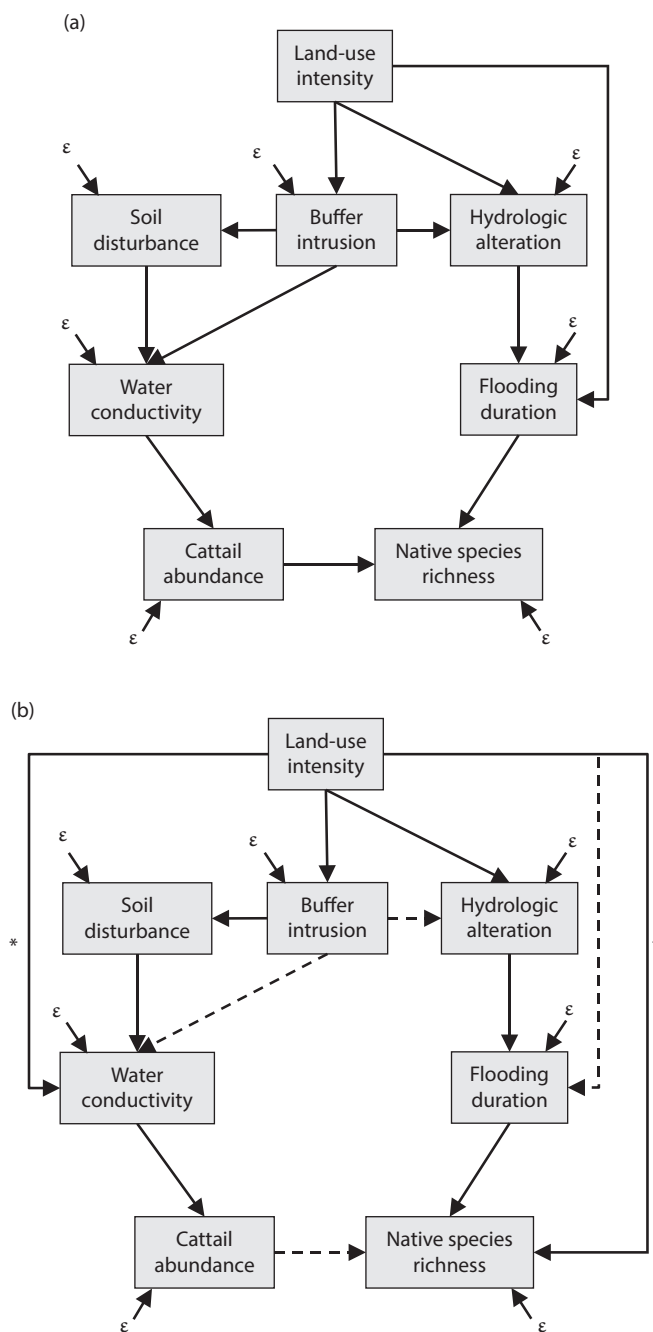 (a)
Land-use
intensity
ε
ε
ε
Soil
disturbance
Buffer
intrusion
Hydrologic
alteration
ε
ε
Water
conductivity
Flooding
duration
Cattail
abundance
Native species
richness
ε
ε
(b)
Land-use
intensity
ε
ε
ε
Soil
disturbance
Buffer
intrusion
Hydrologic
alteration
*
ε
ε
Water
conductivity
Flooding
duration
Cattail
abundance
Native species
richness
ε
ε